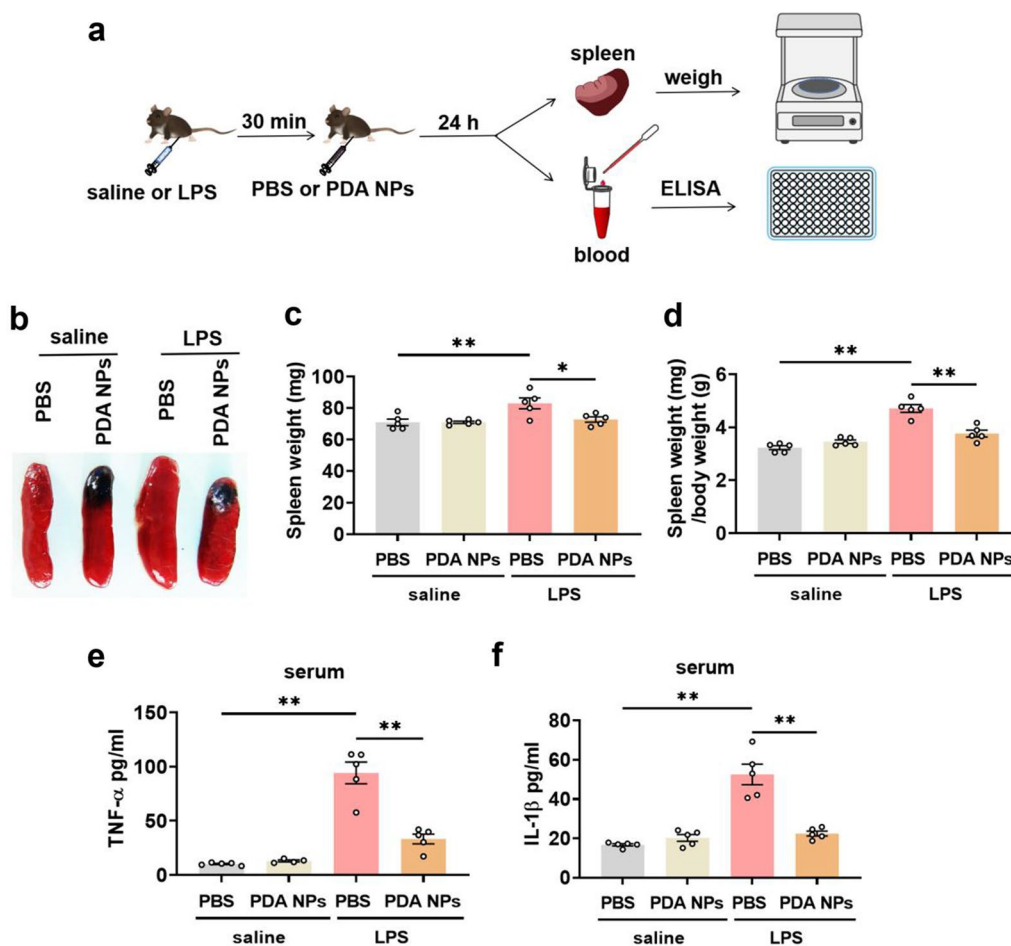 a
spleen
weigh
30 min
24 h
saline or LPS
PBS or PDA NPs
ELISA
blood
b
saline
LPS
PBS
PDA NPs
PBS
PDA NPs
c
Spleen weight (mg)
100
80
60
40
20
0
**
*
PBS
PDA NPs
PBS
PDA NPs
saline
LPS
d
Spleen weight (mg)
/body weight (g)
6
4
2
0
**
**
PBS
PDA NPs
PBS
PDA NPs
saline
LPS
e
serum
TNF-α pg/ml
150
100
50
0
**
**
PBS
PDA NPs
PBS
PDA NPs
saline
LPS
f
serum
IL-1β pg/ml
80
60
40
20
0
**
**
PBS
PDA NPs
PBS
PDA NPs
saline
LPS